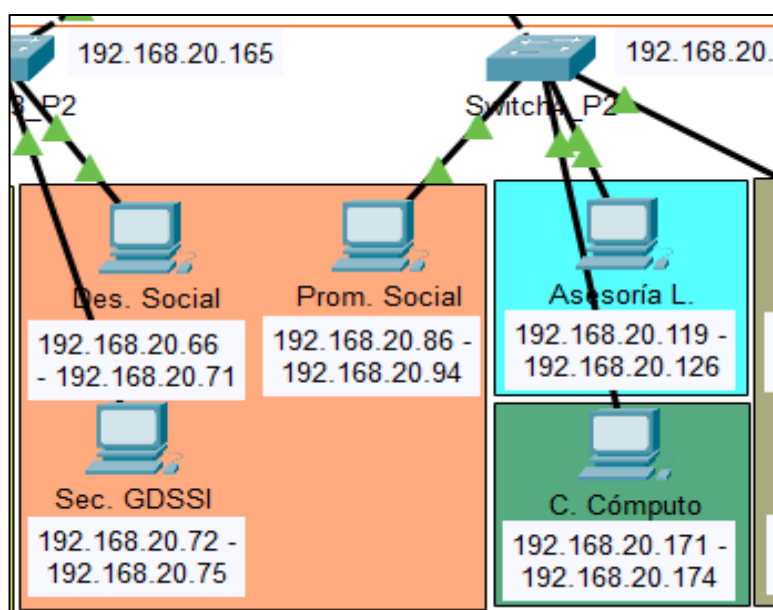 192.168.20.165
192.168.20.
3_P2
Switch4_P2
Des. Social
192.168.20.66
- 192.168.20.71
Prom. Social
192.168.20.86 -
192.168.20.94
Asesoría L.
192.168.20.119 -
192.168.20.126
Sec. GDSSI
192.168.20.72 -
192.168.20.75
C. Cómputo
192.168.20.171 -
192.168.20.174